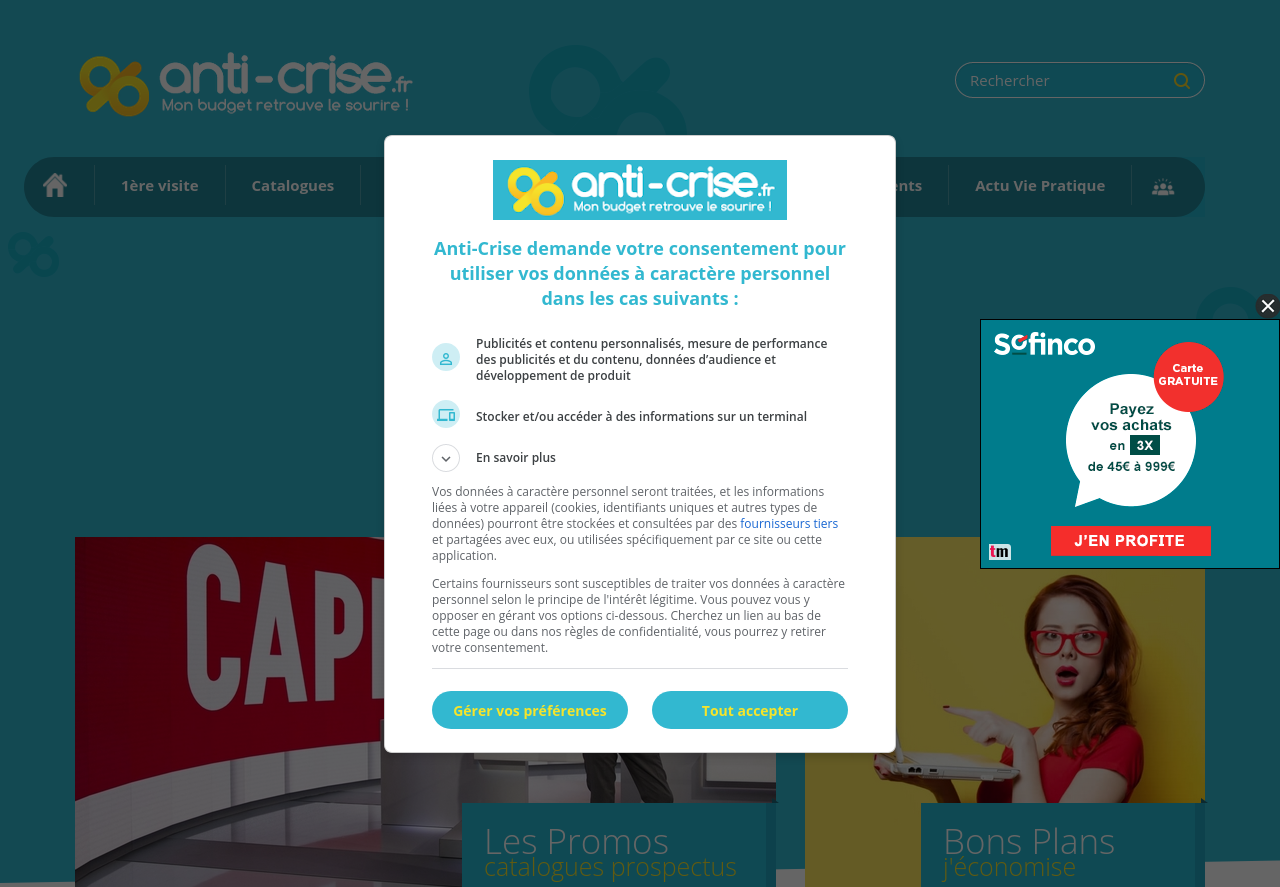 anti-crise.fr
Mon budget retrouve le sourire !
Rechercher
1ère visite
Catalogues
Actu Vie Pratique
anti-crise.fr
Mon budget retrouve le sourire !
Anti-Crise demande votre consentement pour
utiliser vos données à caractère personnel
dans les cas suivants :
Publicités et contenu personnalisés, mesure de performance
des publicités et du contenu, données d’audience et
développement de produit
Stocker et/ou accéder à des informations sur un terminal
En savoir plus
Vos données à caractère personnel seront traitées, et les informations
liées à votre appareil (cookies, identifiants uniques et autres types de
données) pourront être stockées et consultées par des fournisseurs tiers
et partagées avec eux, ou utilisées spécifiquement par ce site ou cette
application.
Certains fournisseurs sont susceptibles de traiter vos données à caractère
personnel selon le principe de l'intérêt légitime. Vous pouvez vous y
opposer en gérant vos options ci-dessous. Cherchez un lien au bas de
cette page ou dans nos règles de confidentialité, vous pourrez y retirer
votre consentement.
Gérer vos préférences
Tout accepter
Sofinco
Carte
GRATUITE
Payez
vos achats
en 3X
de 45€ à 999€
J'EN PROFITE
tm
Les Promos
catalogues prospectus
Bons Plans
j'économise